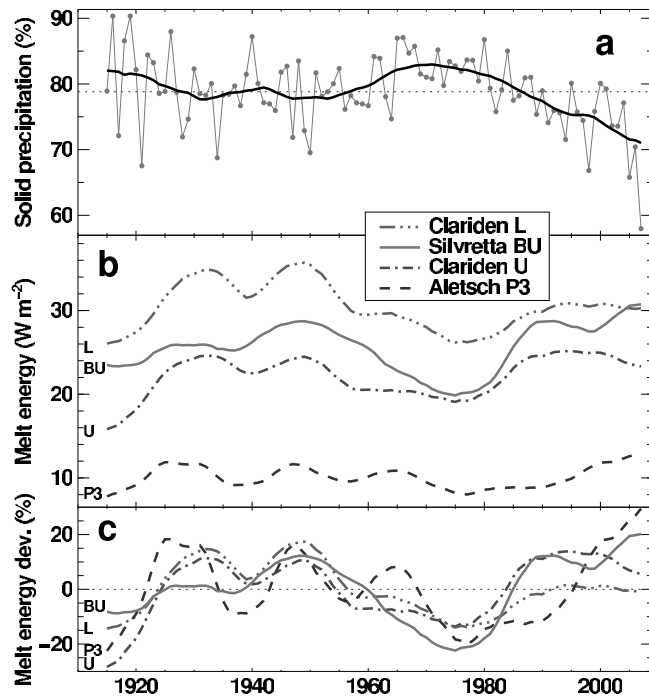 90
80
70
60
Solid precipitation (%)
a
Clariden L
Silvretta BU
Clariden U
Aletsch P3
b
30
20
10
Melt energy (W m−2)
L
BU
U
P3
c
20
0
−20
Melt energy dev. (%)
BU
L
P3
U
1920 1940 1960 1980 2000